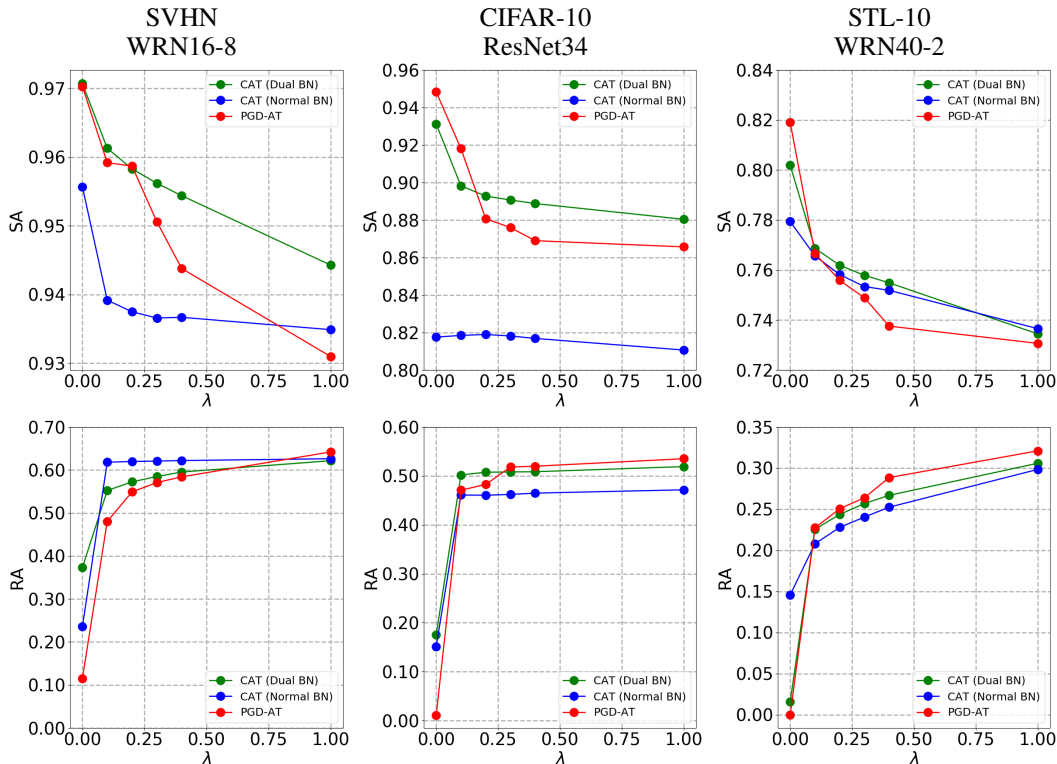 SVHN
WRN16-8
CIFAR-10
ResNet34
STL-10
WRN40-2
SA
0.97
0.96
0.95
0.94
0.93
CAT (Dual BN)
CAT (Normal BN)
PGD-AT
0.00 0.25 0.50 0.75 1.00
λ
SA
0.96
0.94
0.92
0.90
0.88
0.86
0.84
0.82
0.80
CAT (Dual BN)
CAT (Normal BN)
PGD-AT
0.00 0.25 0.50 0.75 1.00
λ
SA
0.84
0.82
0.80
0.78
0.76
0.74
0.72
CAT (Dual BN)
CAT (Normal BN)
PGD-AT
0.00 0.25 0.50 0.75 1.00
λ
RA
0.70
0.60
0.50
0.40
0.30
0.20
0.10
0.00
CAT (Dual BN)
CAT (Normal BN)
PGD-AT
0.00 0.25 0.50 0.75 1.00
λ
RA
0.60
0.50
0.40
0.30
0.20
0.10
0.00
CAT (Dual BN)
CAT (Normal BN)
PGD-AT
0.00 0.25 0.50 0.75 1.00
λ
RA
0.35
0.30
0.25
0.20
0.15
0.10
0.05
0.00
CAT (Dual BN)
CAT (Normal BN)
PGD-AT
0.00 0.25 0.50 0.75 1.00
λ